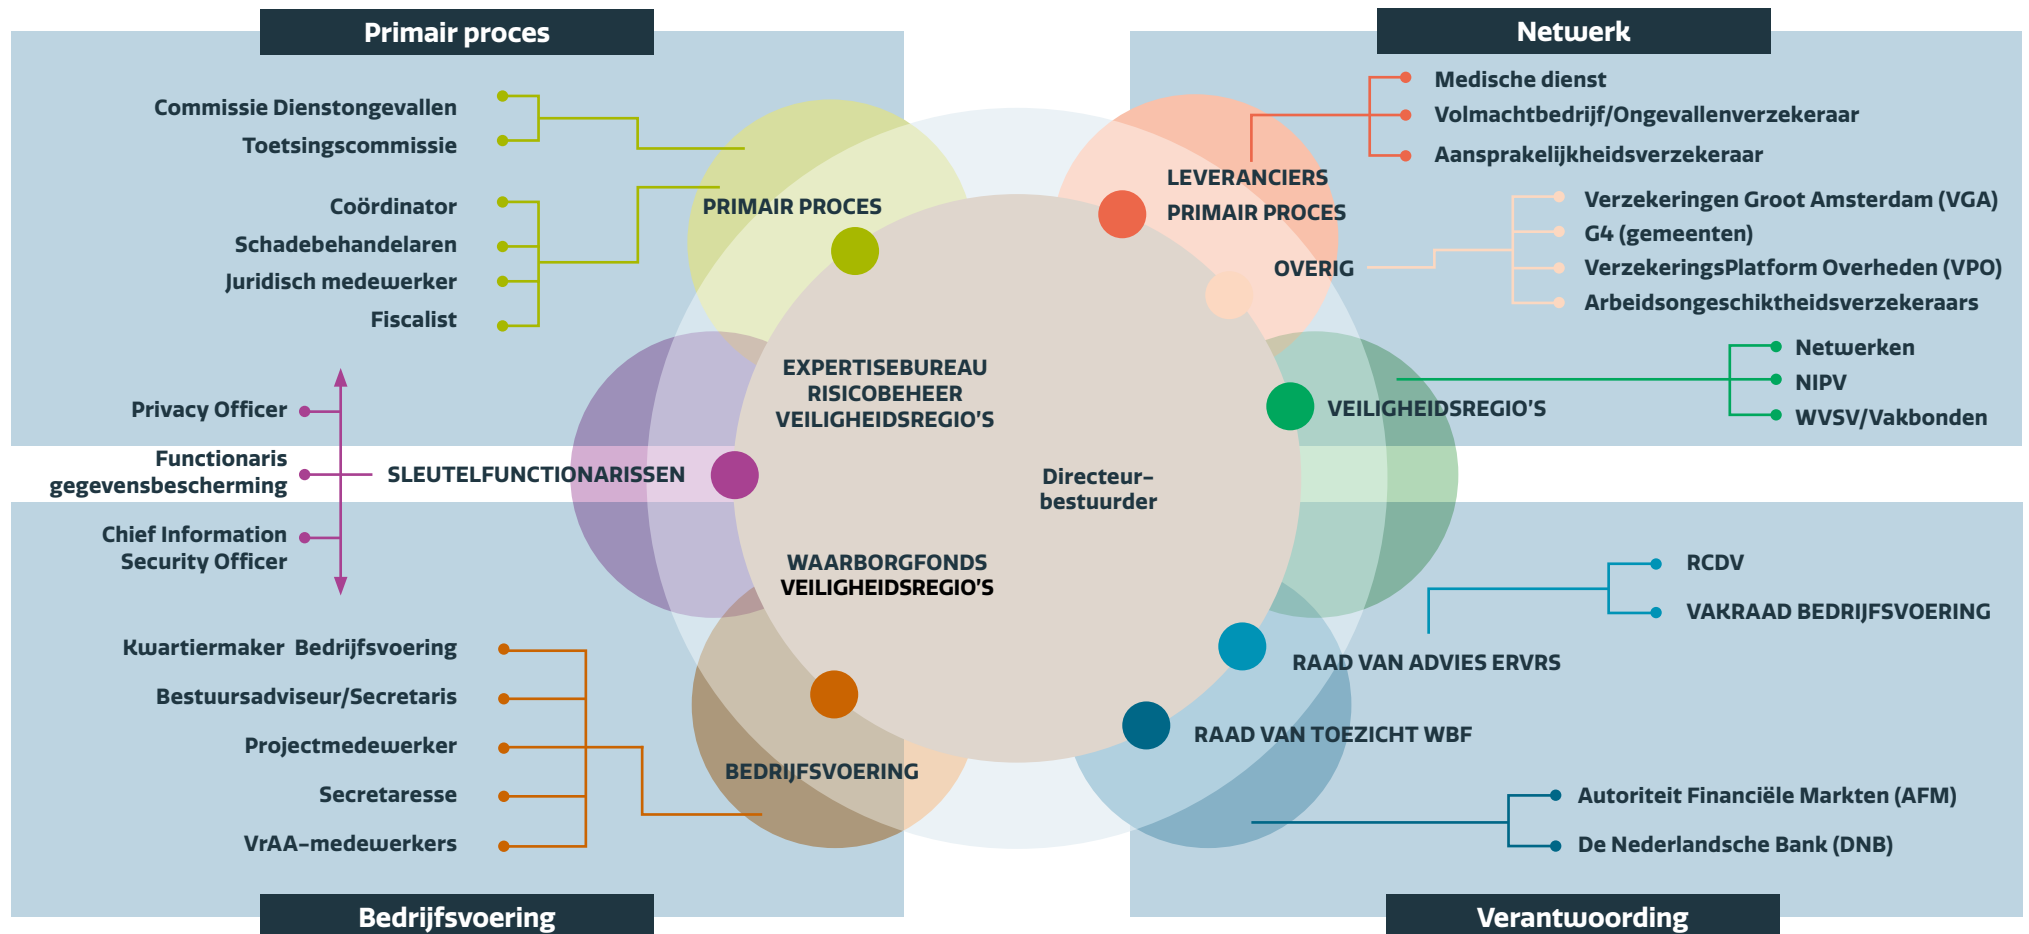 Primair proces
Commissie Dienstongevallen
Toetsingscommissie
Coördinator
Schadebehandelaren
Juridisch medewerker
Fiscalist
PRIMAIR PROCES
Privacy Officer
Functionaris
gegevensbescherming
Chief Information
Security Officer
SLEUTELFUNCTIONARISSEN
EXPERTISEBUREAU
RISICOBEHEER
VEILIGHEIDSREGIO'S
Directeur-
bestuurder
WAARBORGFONDS
VEILIGHEIDSREGIO'S
Netwerk
Medische dienst
Volmachtbedrijf/Ongevallenverzekeraar
Aansprakelijkheidsverzekeraar
LEVERANCIERS
PRIMAIR PROCES
OVERIG
Verzekeringen Groot Amsterdam (VGA)
G4 (gemeenten)
VerzekeringsPlatform Overheden (VPO)
Arbeidsongeschiktheidsverzekeraars
Netwerken
NIPV
WVSV/Vakbonden
VEILIGHEIDSREGIO'S
Kwartiermaker  Bedrijfsvoering
Bestuursadviseur/Secretaris
Projectmedewerker
Secretaresse
VrAA-medewerkers
BEDRIJFSVOERING
Bedrijfsvoering
RCDV
VAKRAAD BEDRIJFSVOERING
RAAD VAN ADVIES ERVRS
RAAD VAN TOEZICHT WBF
Autoriteit Financiële Markten (AFM)
De Nederlandsche Bank (DNB)
Verantwoording